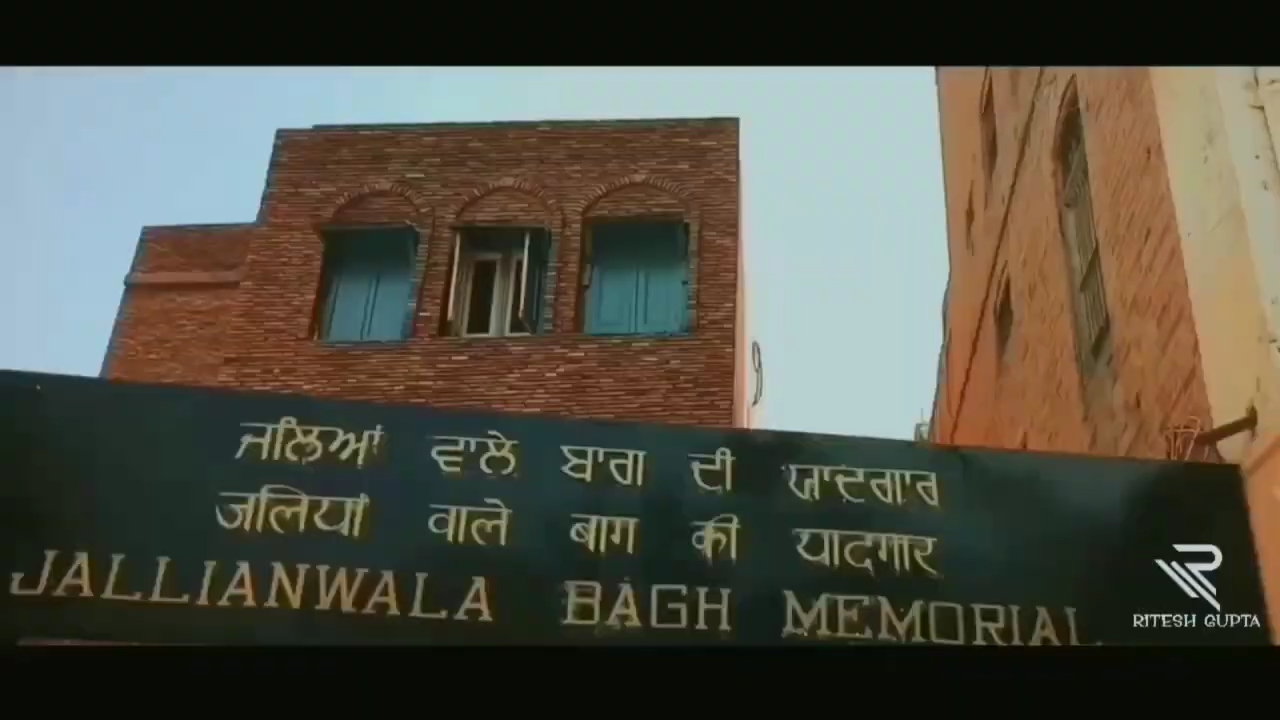 ਜਲ੍ਹਿਆਂ ਵਾਲੇ ਬਾਗ ਦੀ ਯਾਦਗਾਰ
जलियां वाले बाग की यादगार
JALLIANWALA BAGH MEMORIAL
RITESH GUPTA